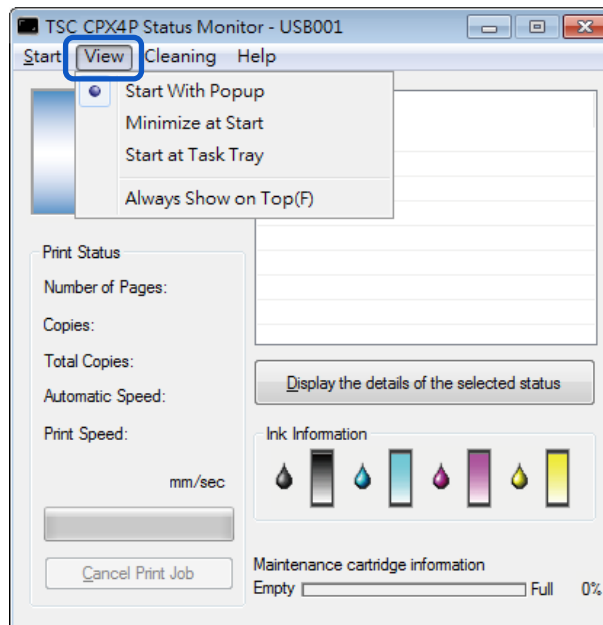 TSC CPX4P Status Monitor - USB001
Start View Cleaning Help
Start With Popup
Minimize at Start
Start at Task Tray
Always Show on Top(F)
Print Status
Number of Pages:
Copies:
Total Copies:
Automatic Speed:
Print Speed:
mm/sec
Cancel Print Job
Display the details of the selected status
Ink Information
Maintenance cartridge information
Empty Full 0%